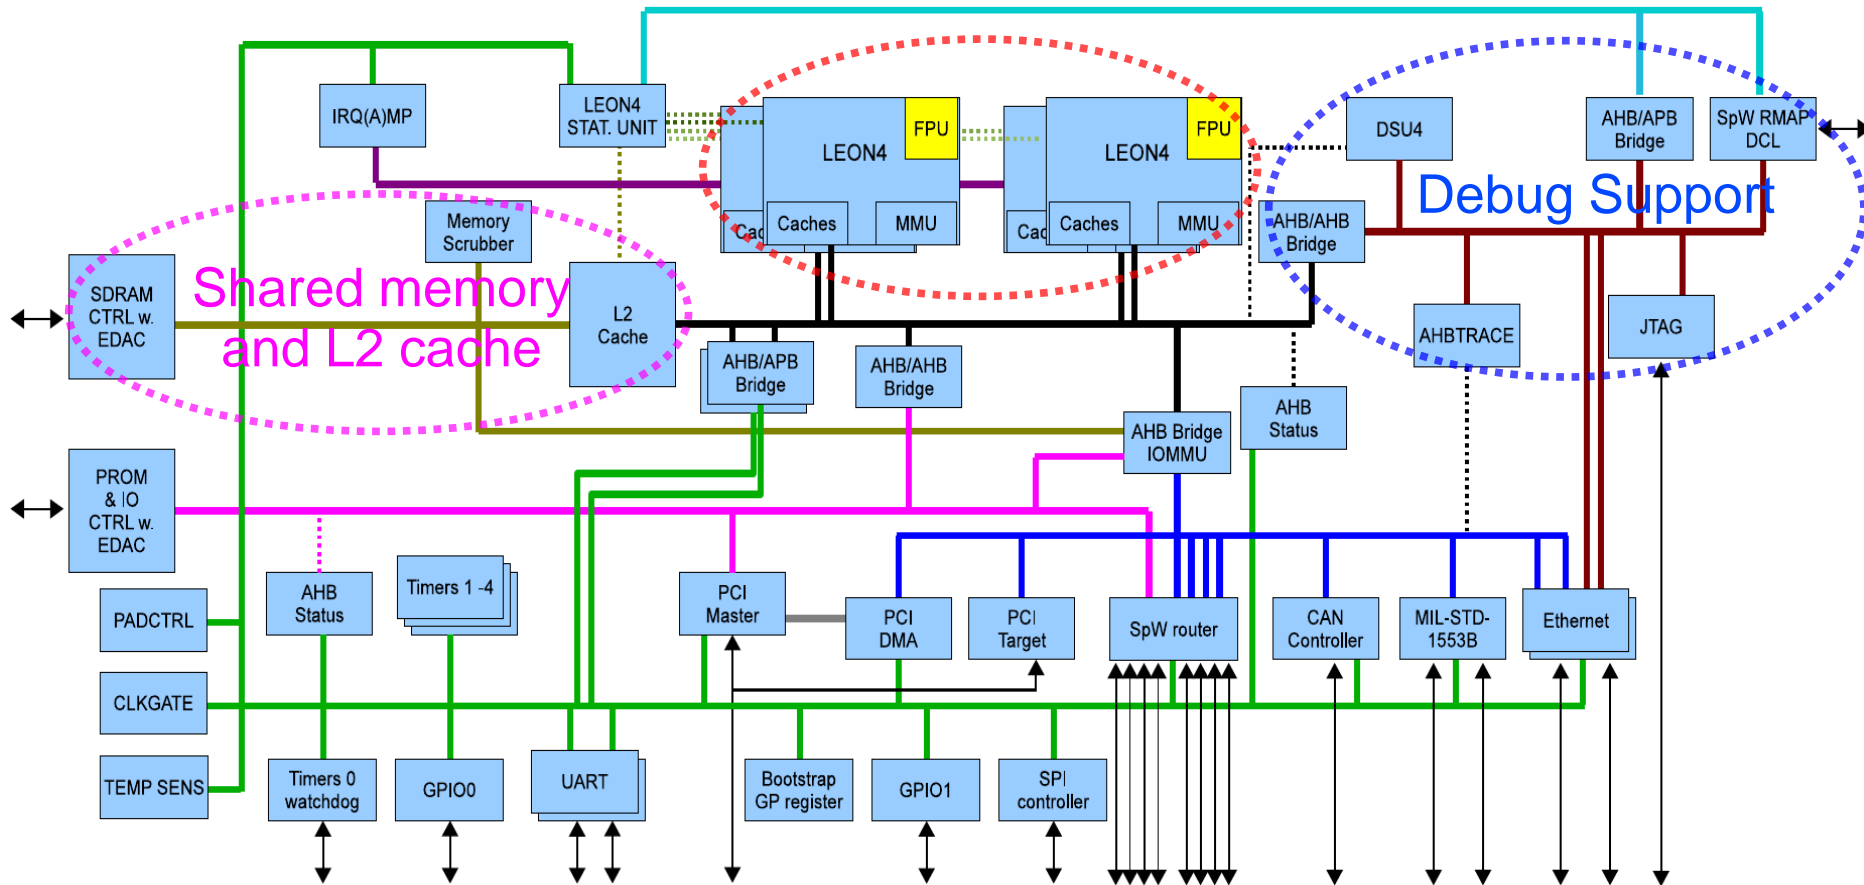 IRQ(A)MP
LEON4
STAT. UNIT
LEON4
FPU
Caches
MMU
Cac
LEON4
FPU
Caches
MMU
Cac
DSU4
AHB/APB
Bridge
SpW RMAP
DCL
Debug Support
Memory
Scrubber
AHB/AHB
Bridge
SDRAM
CTRL w.
EDAC
Shared memory
and L2 cache
L2
Cache
AHBTRACE
JTAG
AHB/APB
Bridge
AHB/AHB
Bridge
AHB
Status
AHB Bridge
IOMMU
PROM
& IO
CTRL w.
EDAC
AHB
Status
Timers 1 -4
PCI
Master
PCI
DMA
PCI
Target
SpW router
CAN
Controller
MIL-STD-
1553B
Ethernet
PADCTRL
CLKGATE
TEMP SENS
Timers 0
watchdog
GPIO0
UART
Bootstrap
GP register
GPIO1
SPI
controller